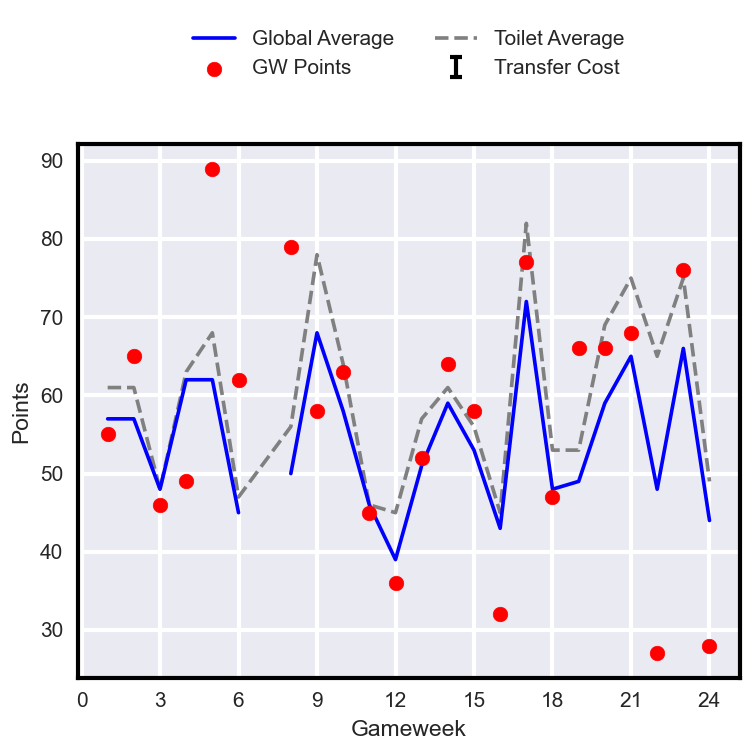 Global Average
Toilet Average
GW Points
Transfer Cost
90
80
70
60
50
40
30
Points
0 3 6 9 12 15 18 21 24
Gameweek